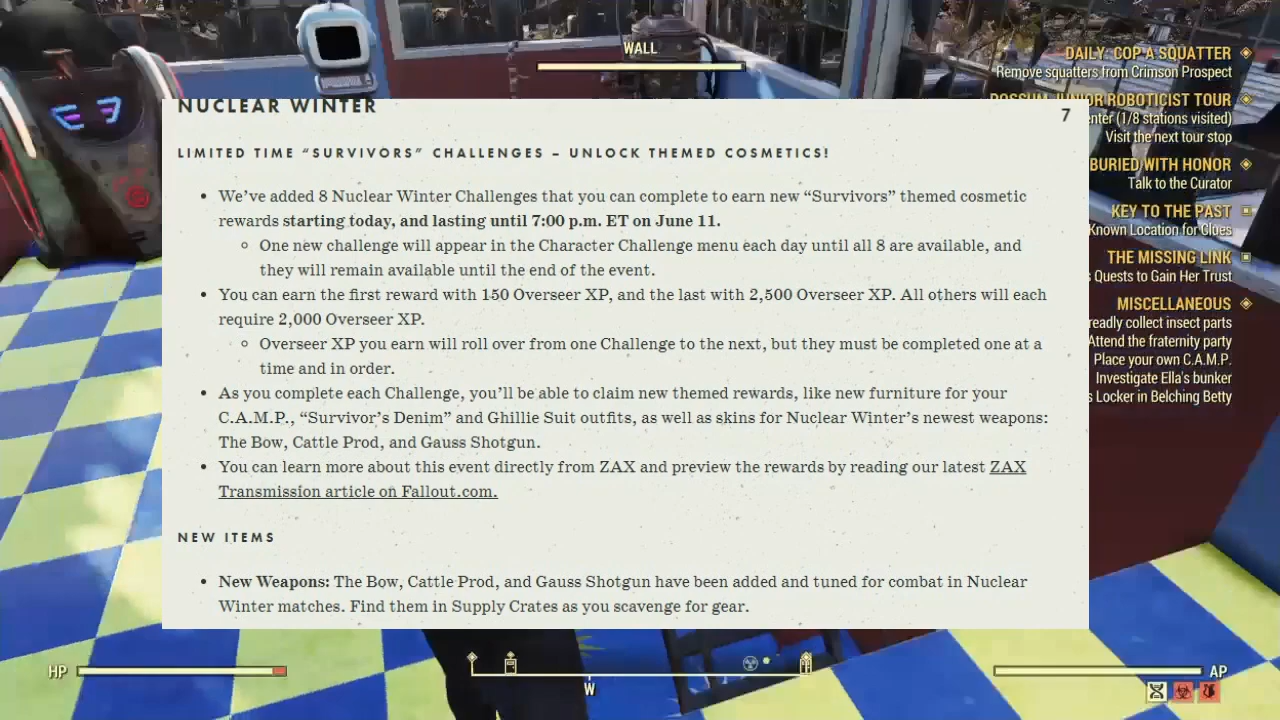 WALL
DAILY: COP A SQUATTER
Remove squatters from Crimson Prospect
JUNIOR ROBOTICIST TOUR
(1/8 stations visited)
Visit the next tour stop
BURIED WITH HONOR
Talk to the Curator
KEY TO THE PAST
Known Location for Clues
THE MISSING LINK
Quests to Gain Her Trust
MISCELLANEOUS
collect insect parts
Attend the fraternity party
Place your own C.A.M.P.
Investigate Ella's bunker
Locker in Belching Betty
NUCLEAR WINTER
7
LIMITED TIME “SURVIVORS” CHALLENGES – UNLOCK THEMED COSMETICS!
• We’ve added 8 Nuclear Winter Challenges that you can complete to earn new “Survivors” themed cosmetic
rewards starting today, and lasting until 7:00 p.m. ET on June 11.
○ One new challenge will appear in the Character Challenge menu each day until all 8 are available, and
they will remain available until the end of the event.
• You can earn the first reward with 150 Overseer XP, and the last with 2,500 Overseer XP. All others will each
require 2,000 Overseer XP.
○ Overseer XP you earn will roll over from one Challenge to the next, but they must be completed one at a
time and in order.
• As you complete each Challenge, you’ll be able to claim new themed rewards, like new furniture for your
C.A.M.P., “Survivor’s Denim” and Ghillie Suit outfits, as well as skins for Nuclear Winter’s newest weapons:
The Bow, Cattle Prod, and Gauss Shotgun.
• You can learn more about this event directly from ZAX and preview the rewards by reading our latest ZAX
Transmission article on Fallout.com.
NEW ITEMS
• New Weapons: The Bow, Cattle Prod, and Gauss Shotgun have been added and tuned for combat in Nuclear
Winter matches. Find them in Supply Crates as you scavenge for gear.
HP
W
AP